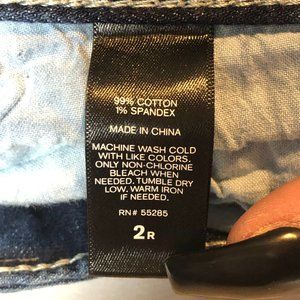 99% COTTON
1% SPANDEX
MADE IN CHINA
MACHINE WASH COLD
WITH LIKE COLORS.
ONLY NON-CHLORINE
BLEACH WHEN
NEEDED. TUMBLE DRY
LOW, WARM IRON
IF NEEDED.
RN# 55285
2R